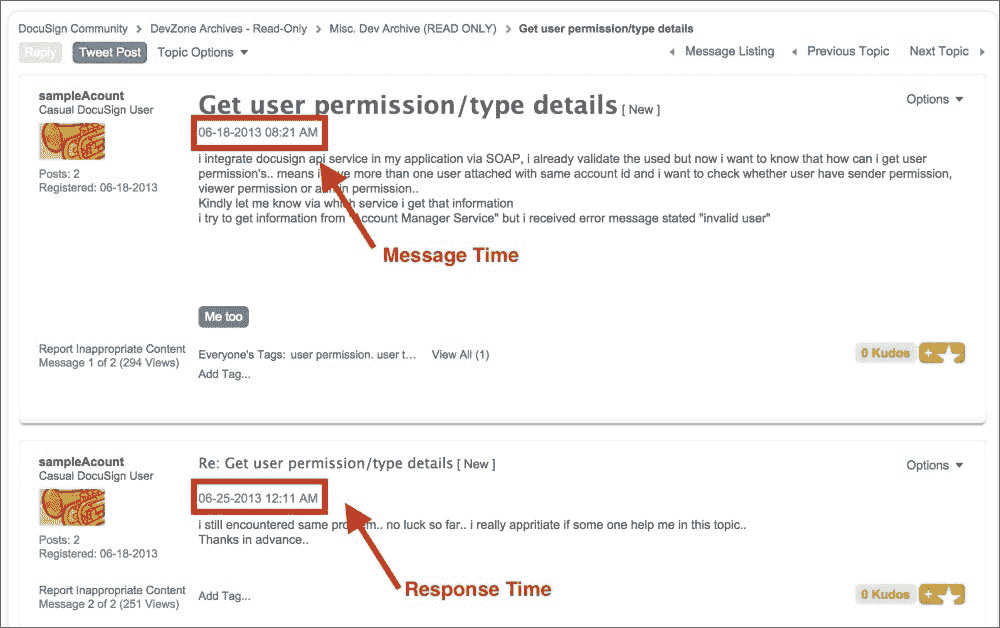 DocuSign Community > DevZone Archives - Read-Only > Misc. Dev Archive (READ ONLY) > Get user permission/type details
Reply Tweet Post Topic Options Message Listing Previous Topic Next Topic
sampleAcount
Casual DocuSign User
Posts: 2
Registered: 06-18-2013
Get user permission/type details [ New ]
Options
06-18-2013 08:21 AM
i integrate docusign api service in my application via SOAP, i already validate the used but now i want to know that how can i get user
permission's.. means i ve more than one user attached with same account id and i want to check whether user have sender permission,
viewer permission or admin permission..
Kindly let me know via which service i get that information
i try to get information from "Account Manager Service" but i received error message stated "invalid user"
Message Time
Me too
Report Inappropriate Content
Message 1 of 2 (294 Views)
Everyone's Tags: user permission. user t... View All (1)
Add Tag...
0 Kudos +
sampleAcount
Casual DocuSign User
Posts: 2
Registered: 06-18-2013
Re: Get user permission/type details [ New ]
Options
06-25-2013 12:11 AM
i still encountered same problem.. no luck so far.. i really appritiate if some one help me in this topic..
Thanks in advance..
Response Time
Report Inappropriate Content
Message 2 of 2 (251 Views)
Add Tag...
0 Kudos +